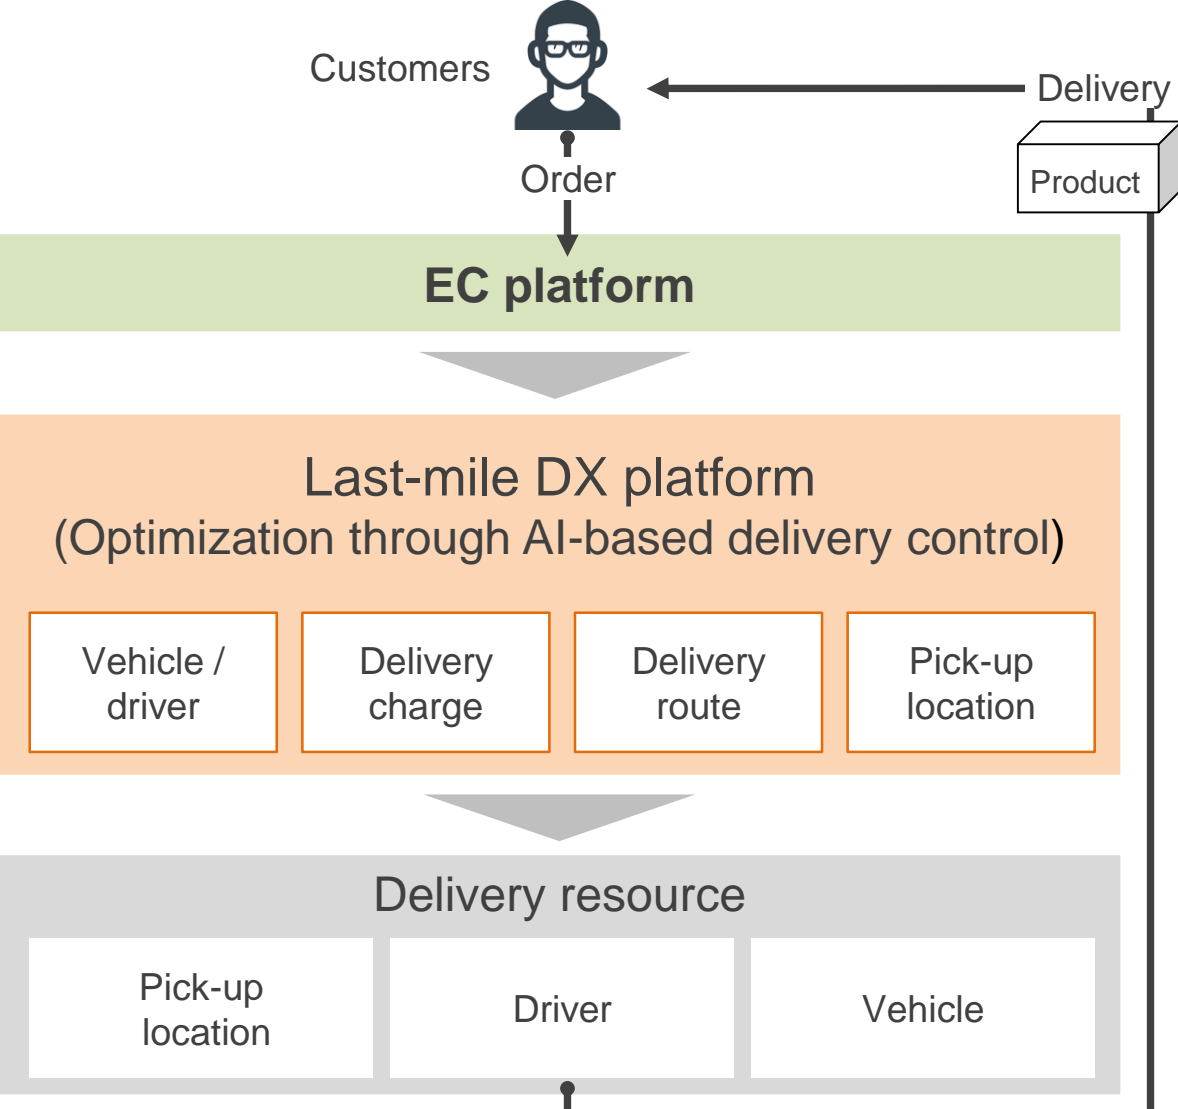 Customers
Delivery
Product
Order
EC platform
Last-mile DX platform
(Optimization through AI-based delivery control)
Vehicle /
driver
Delivery
charge
Delivery
route
Pick-up
location
Delivery resource
Pick-up
location
Driver
Vehicle